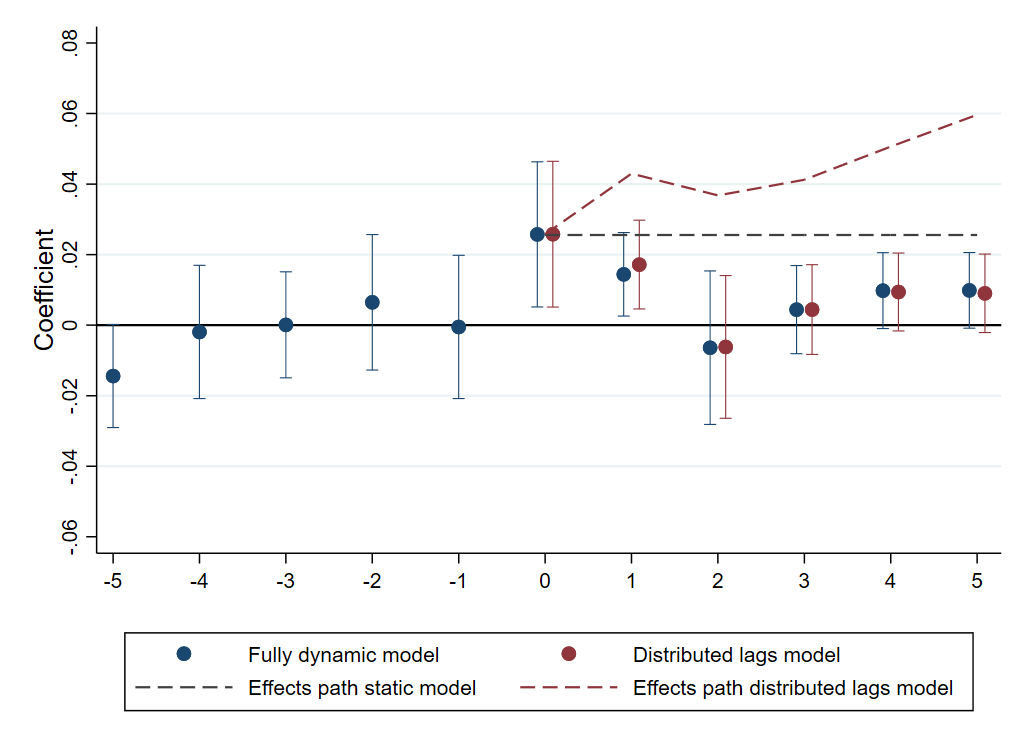 Coefficient
.08
.06
.04
.02
0
-.02
-.04
-.06
-5 -4 -3 -2 -1 0 1 2 3 4 5
Fully dynamic model Distributed lags model
Effects path static model Effects path distributed lags model